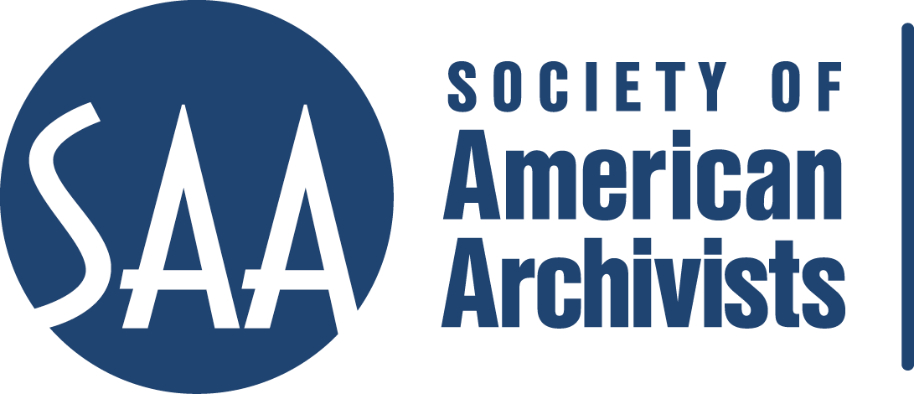 SAA
SOCIETY OF
American
Archivists